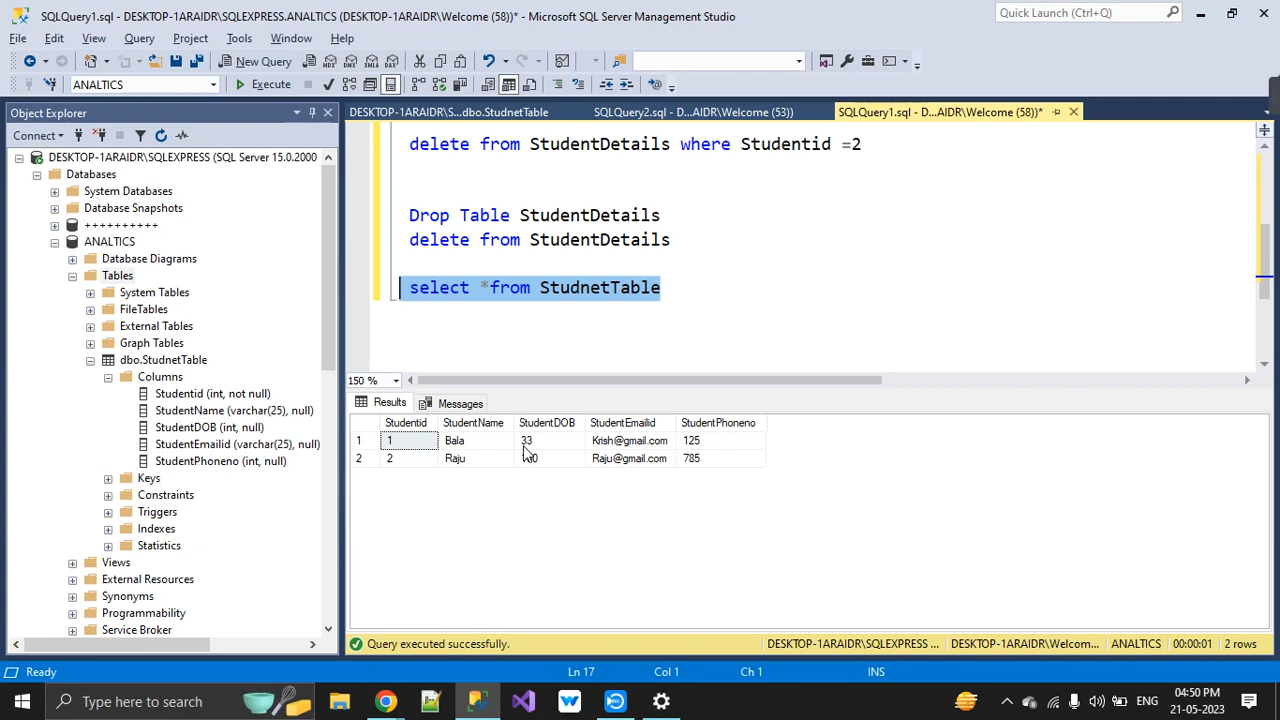 SQLQuery1.sql - DESKTOP-1ARAIDR\SQLEXPRESS.ANALTICS (DESKTOP-1ARAIDR\Welcome (58))* - Microsoft SQL Server Management Studio
Quick Launch (Ctrl+Q)
File Edit View Query Project Tools Window Help
New Query
ANALTICS Execute
Object Explorer
DESKTOP-1ARAIDR\S...dbo.StudnetTable SQLQuery2.sql - D...AIDR\Welcome (53)) SQLQuery1.sql - D...AIDR\Welcome (58))*
Connect
DESKTOP-1ARAIDR\SQLEXPRESS (SQL Server 15.0.2000
Databases
System Databases
Database Snapshots
++++++++++
ANALTICS
Database Diagrams
Tables
System Tables
FileTables
External Tables
Graph Tables
dbo.StudnetTable
Columns
Studentid (int, not null)
StudentName (varchar(25), null)
StudentDOB (int, null)
StudentEmailid (varchar(25), null)
StudentPhoneno (int, null)
Keys
Constraints
Triggers
Indexes
Statistics
Views
External Resources
Synonyms
Programmability
Service Broker
delete from StudentDetails where Studentid =2
Drop Table StudentDetails
delete from StudentDetails
select *from StudnetTable
150 %
Results Messages
Studentid StudentName StudentDOB StudentEmailid StudentPhoneno
1 1 Bala 33 Krish@gmail.com 125
2 2 Raju Raju@gmail.com 785
Query executed successfully. DESKTOP-1ARAIDR\SQLEXPRESS ... DESKTOP-1ARAIDR\Welcom... ANALTICS 00:00:01 2 rows
Ready Ln 17 Col 1 Ch 1 INS
Type here to search
ENG
04:50 PM
21-05-2023